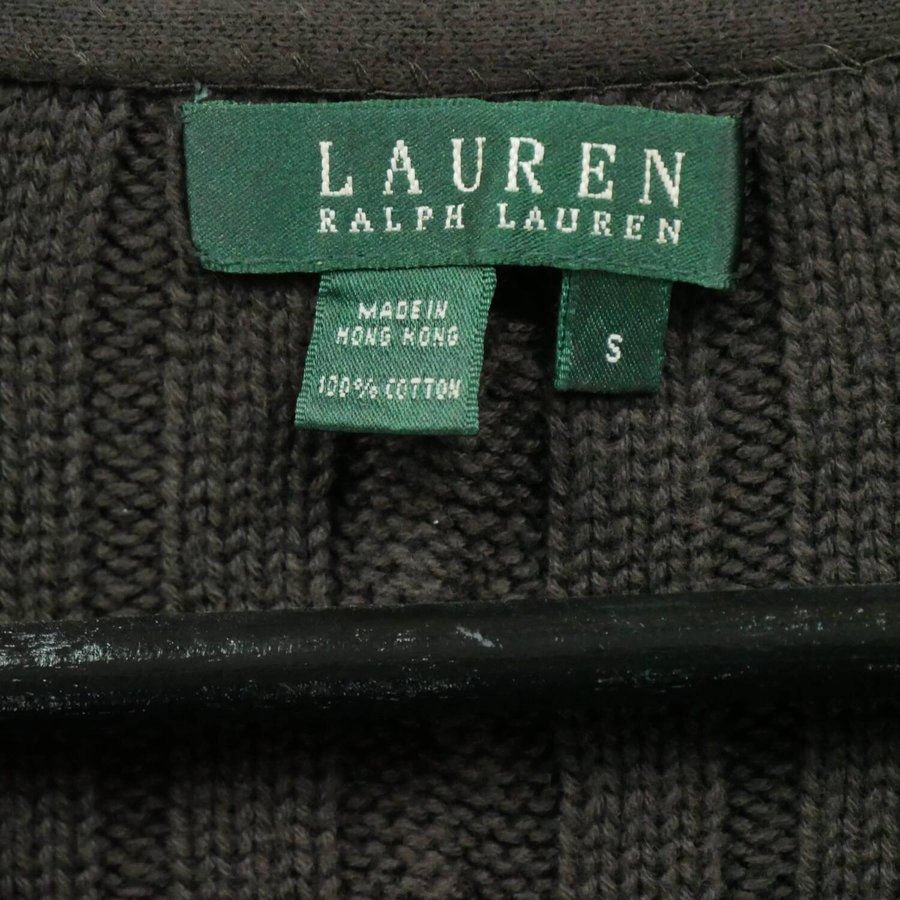 LAUREN
RALPH LAUREN
MADE IN
HONG KONG
100% COTTON
S